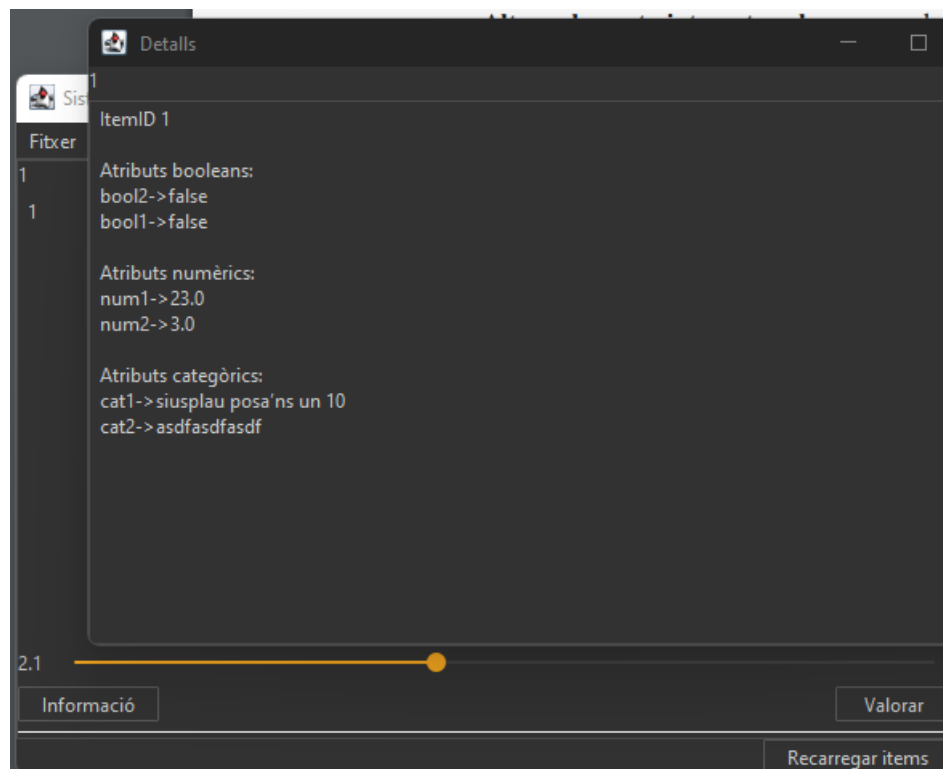 Detalls
1
Sist
Fitxer
1
1
ItemID 1
Atributs booleans:
bool2->false
bool1->false
Atributs numèrics:
num1->23.0
num2->3.0
Atributs categòrics:
cat1->siusplau posa'ns un 10
cat2->asdfasdfasdf
2.1
Informació
Valorar
Recarregar items